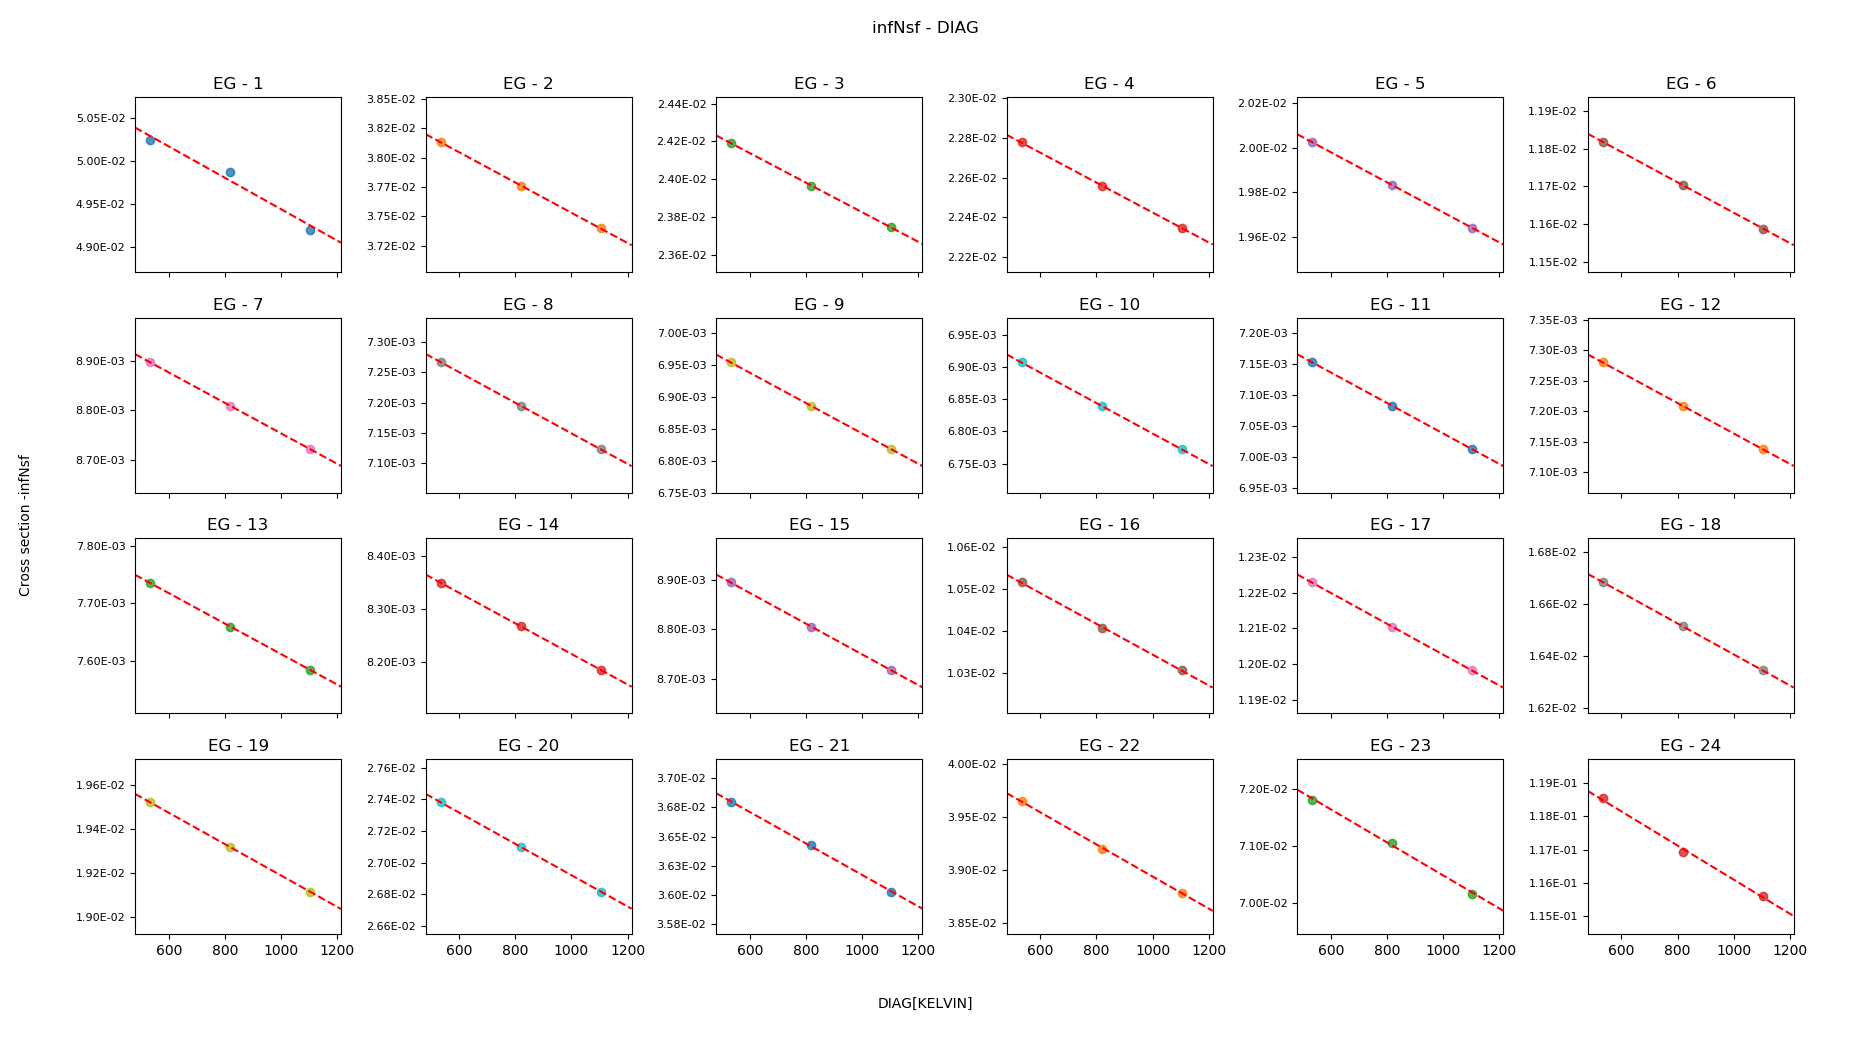 infNsf - DIAG
EG - 1
EG - 2
EG - 3
EG - 4
EG - 5
EG - 6
5.05E-02
5.00E-02
4.95E-02
4.90E-02
3.85E-02
3.82E-02
3.80E-02
3.77E-02
3.75E-02
3.72E-02
2.44E-02
2.42E-02
2.40E-02
2.38E-02
2.36E-02
2.30E-02
2.28E-02
2.26E-02
2.24E-02
2.22E-02
2.02E-02
2.00E-02
1.98E-02
1.96E-02
1.19E-02
1.18E-02
1.17E-02
1.16E-02
1.15E-02
EG - 7
EG - 8
EG - 9
EG - 10
EG - 11
EG - 12
8.90E-03
8.80E-03
8.70E-03
7.30E-03
7.25E-03
7.20E-03
7.15E-03
7.10E-03
7.00E-03
6.95E-03
6.90E-03
6.85E-03
6.80E-03
6.75E-03
6.95E-03
6.90E-03
6.85E-03
6.80E-03
6.75E-03
7.20E-03
7.15E-03
7.10E-03
7.05E-03
7.00E-03
6.95E-03
7.35E-03
7.30E-03
7.25E-03
7.20E-03
7.15E-03
7.10E-03
EG - 13
EG - 14
EG - 15
EG - 16
EG - 17
EG - 18
7.80E-03
7.70E-03
7.60E-03
8.40E-03
8.30E-03
8.20E-03
8.90E-03
8.80E-03
8.70E-03
1.06E-02
1.05E-02
1.04E-02
1.03E-02
1.23E-02
1.22E-02
1.21E-02
1.20E-02
1.19E-02
1.68E-02
1.66E-02
1.64E-02
1.62E-02
EG - 19
EG - 20
EG - 21
EG - 22
EG - 23
EG - 24
1.96E-02
1.94E-02
1.92E-02
1.90E-02
2.76E-02
2.74E-02
2.72E-02
2.70E-02
2.68E-02
2.66E-02
3.70E-02
3.68E-02
3.65E-02
3.63E-02
3.60E-02
3.58E-02
4.00E-02
3.95E-02
3.90E-02
3.85E-02
7.20E-02
7.10E-02
7.00E-02
1.19E-01
1.18E-01
1.17E-01
1.16E-01
1.15E-01
600 800 1000 1200
600 800 1000 1200
600 800 1000 1200
600 800 1000 1200
600 800 1000 1200
600 800 1000 1200
Cross section -infNsf
DIAG[KELVIN]